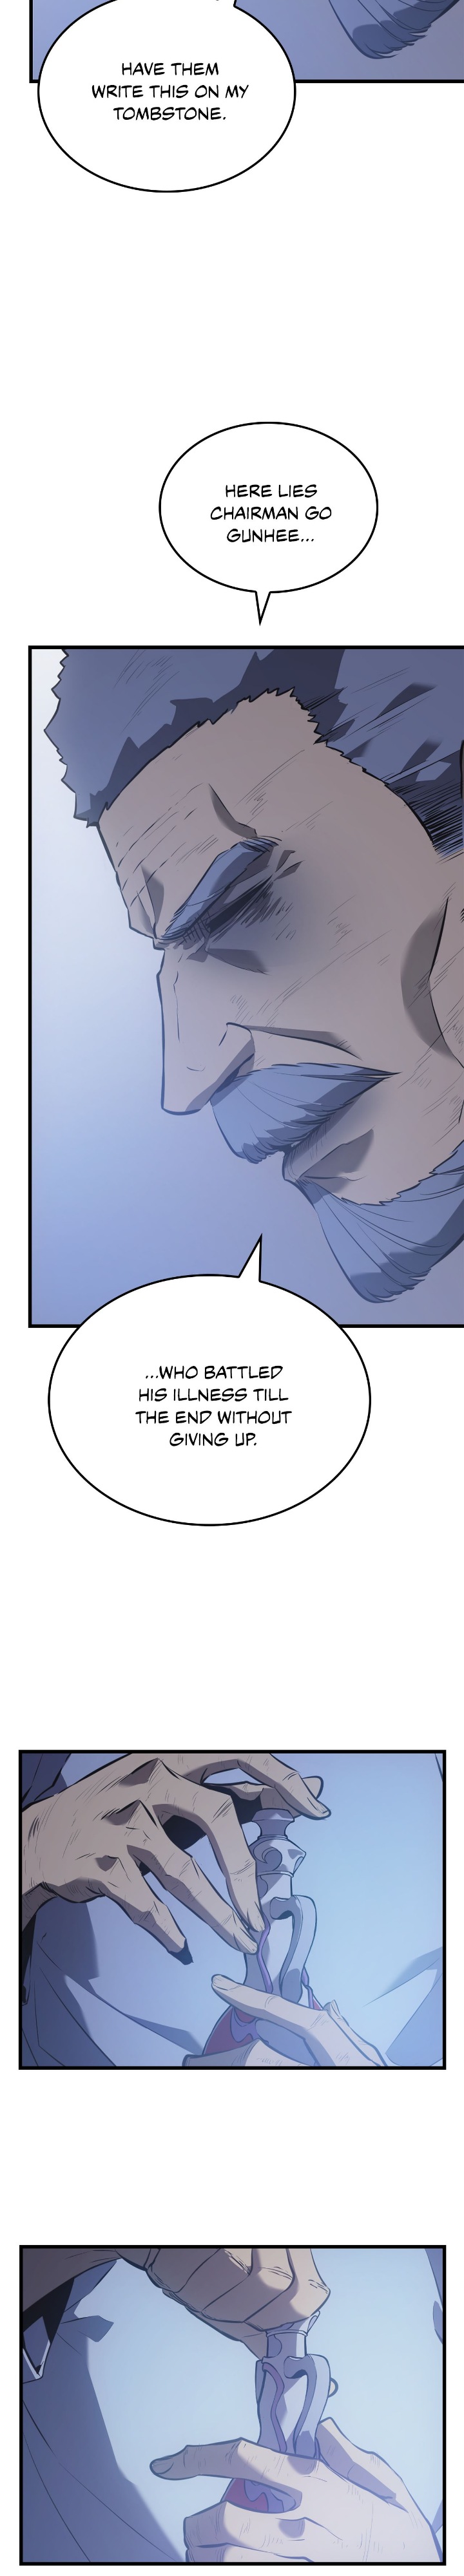 HAVE THEM
WRITE THIS ON MY
TOMBSTONE.
HERE LIES
CHAIRMAN GO
GUNHEE...
...WHO BATTLED
HIS ILLNESS TILL
THE END WITHOUT
GIVING UP.